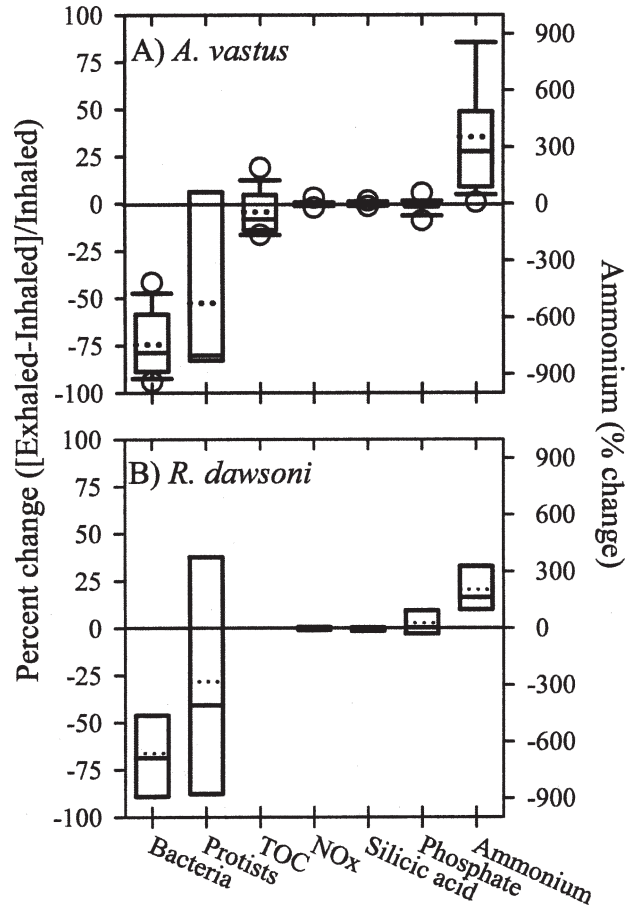 Percent change ([Exhaled-Inhaled]/Inhaled)
100
75
50
25
0
-25
-50
-75
-100
A) A. vastus
900
600
300
0
-300
-600
-900
100
75
50
25
0
-25
-50
-75
-100
B) R. dawsoni
900
600
300
0
-300
-600
-900
Ammonium (% change)
Bacteria
Protists
TOC
NOx
Silicic acid
Phosphate
Ammonium